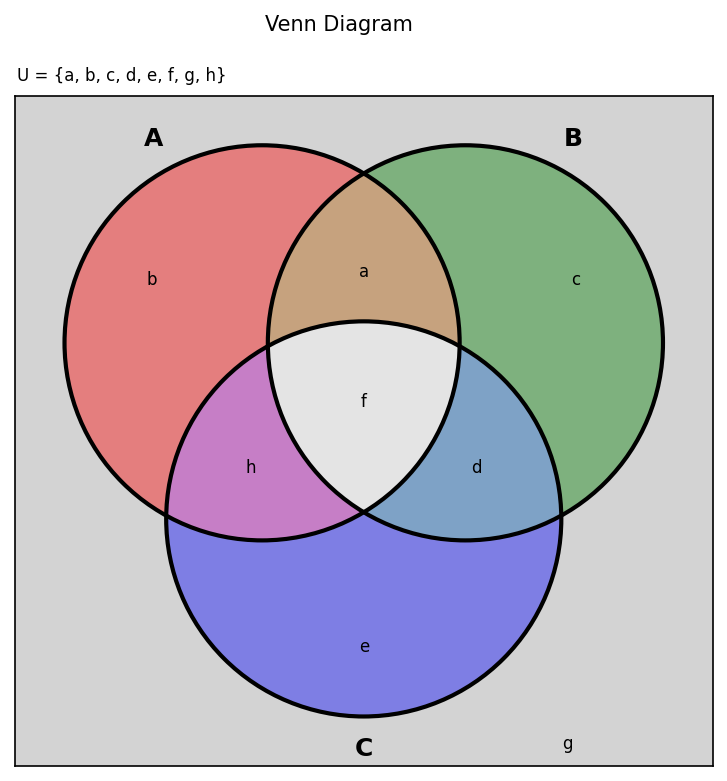 Venn Diagram
U = {a, b, c, d, e, f, g, h}
A
B
a
b
c
f
h
d
e
g
C